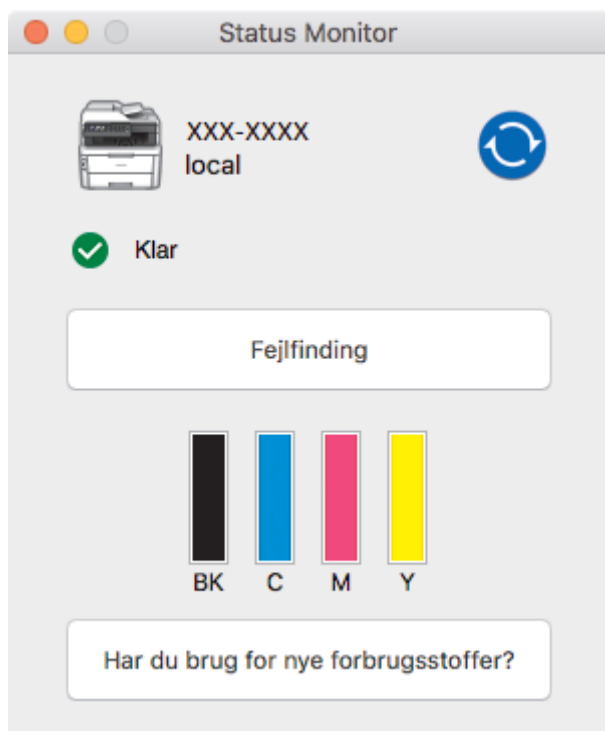 Status Monitor
XXX-XXXX
local
Klar
Fejlfinding
BK C M Y
Har du brug for nye forbrugsstoffer?